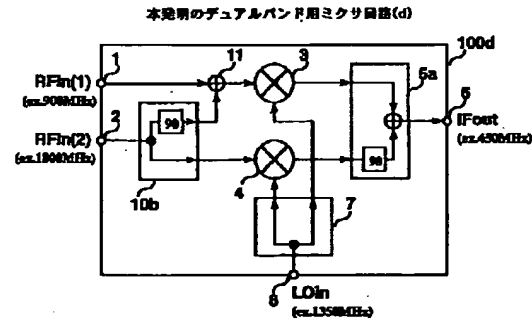 本発明のデュアルバンド用ミクサ回路(d)
100d
1
11
3
5a
RFin(1)
(ex.900MHz)
2
90
6
IFout
(ex.450MHz)
RFin(2)
(ex.1800MHz)
90
4
10b
7
8
LOin
(ex.1350MHz)